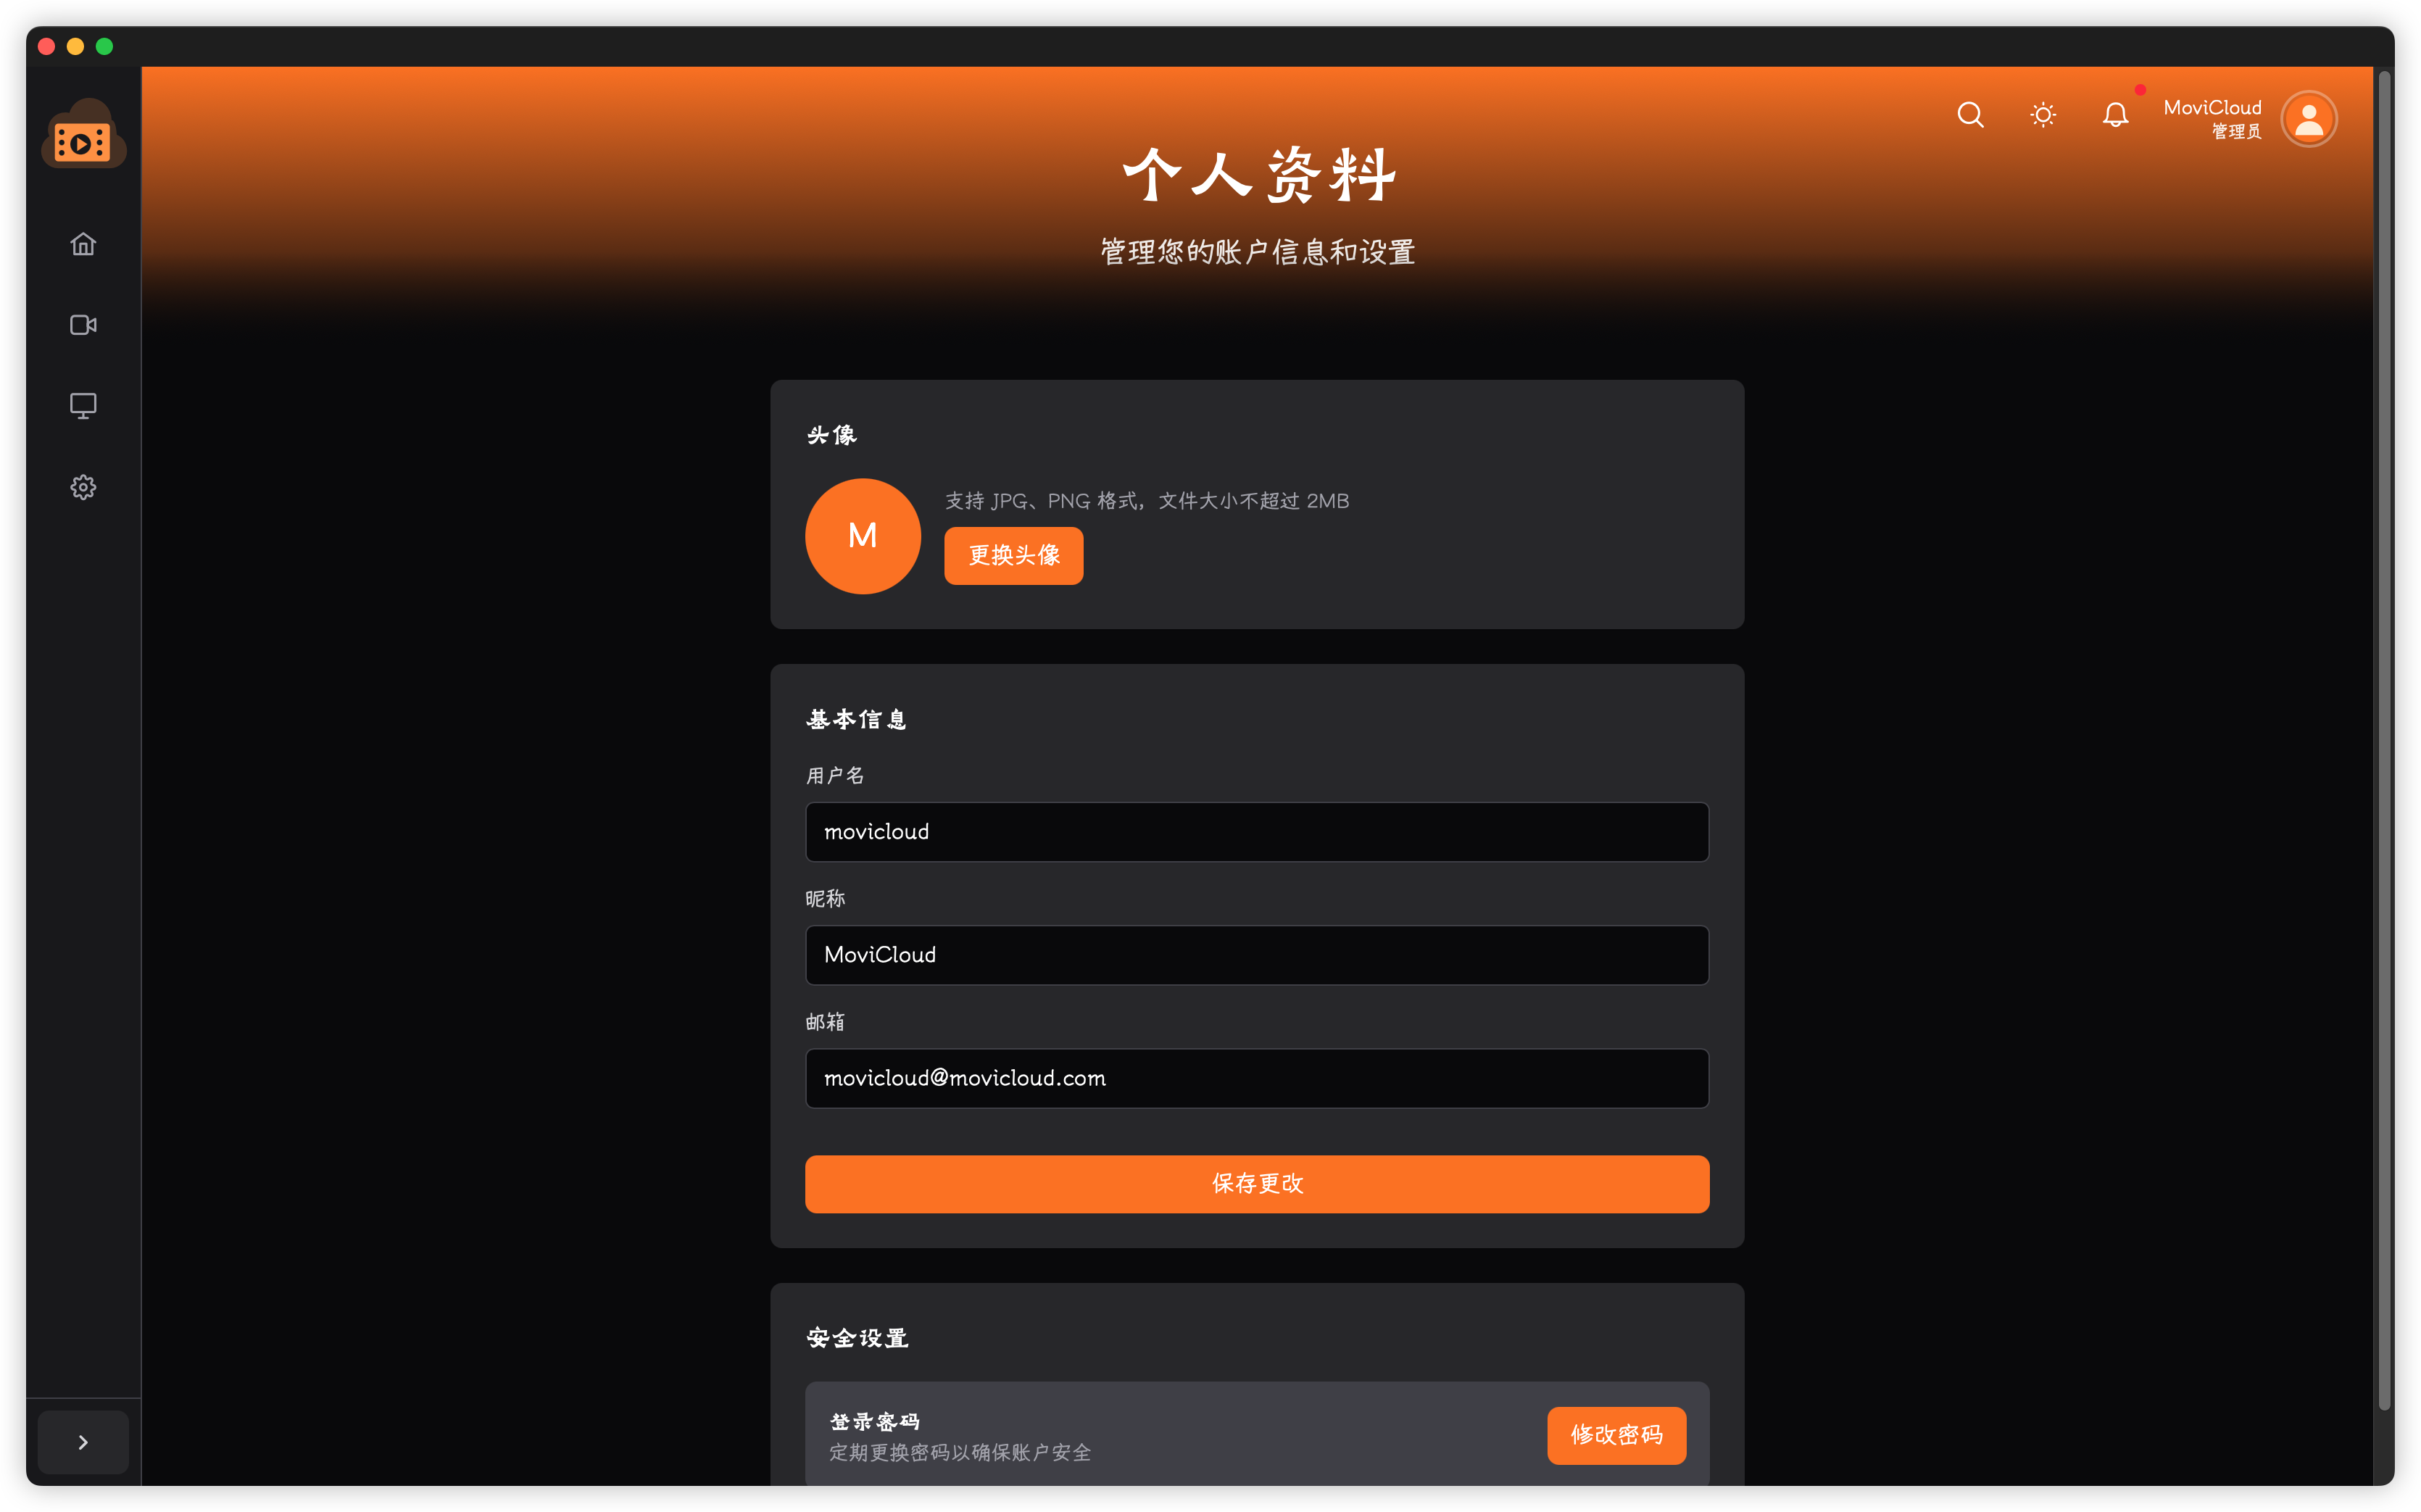 MoviCloud
管理员
个人资料
管理您的账户信息和设置
头像
M
支持 JPG、PNG 格式，文件大小不超过 2MB
更换头像
基本信息
用户名
movicloud
昵称
MoviCloud
邮箱
movicloud@movicloud.com
保存更改
安全设置
登录密码
定期更换密码以确保账户安全
修改密码